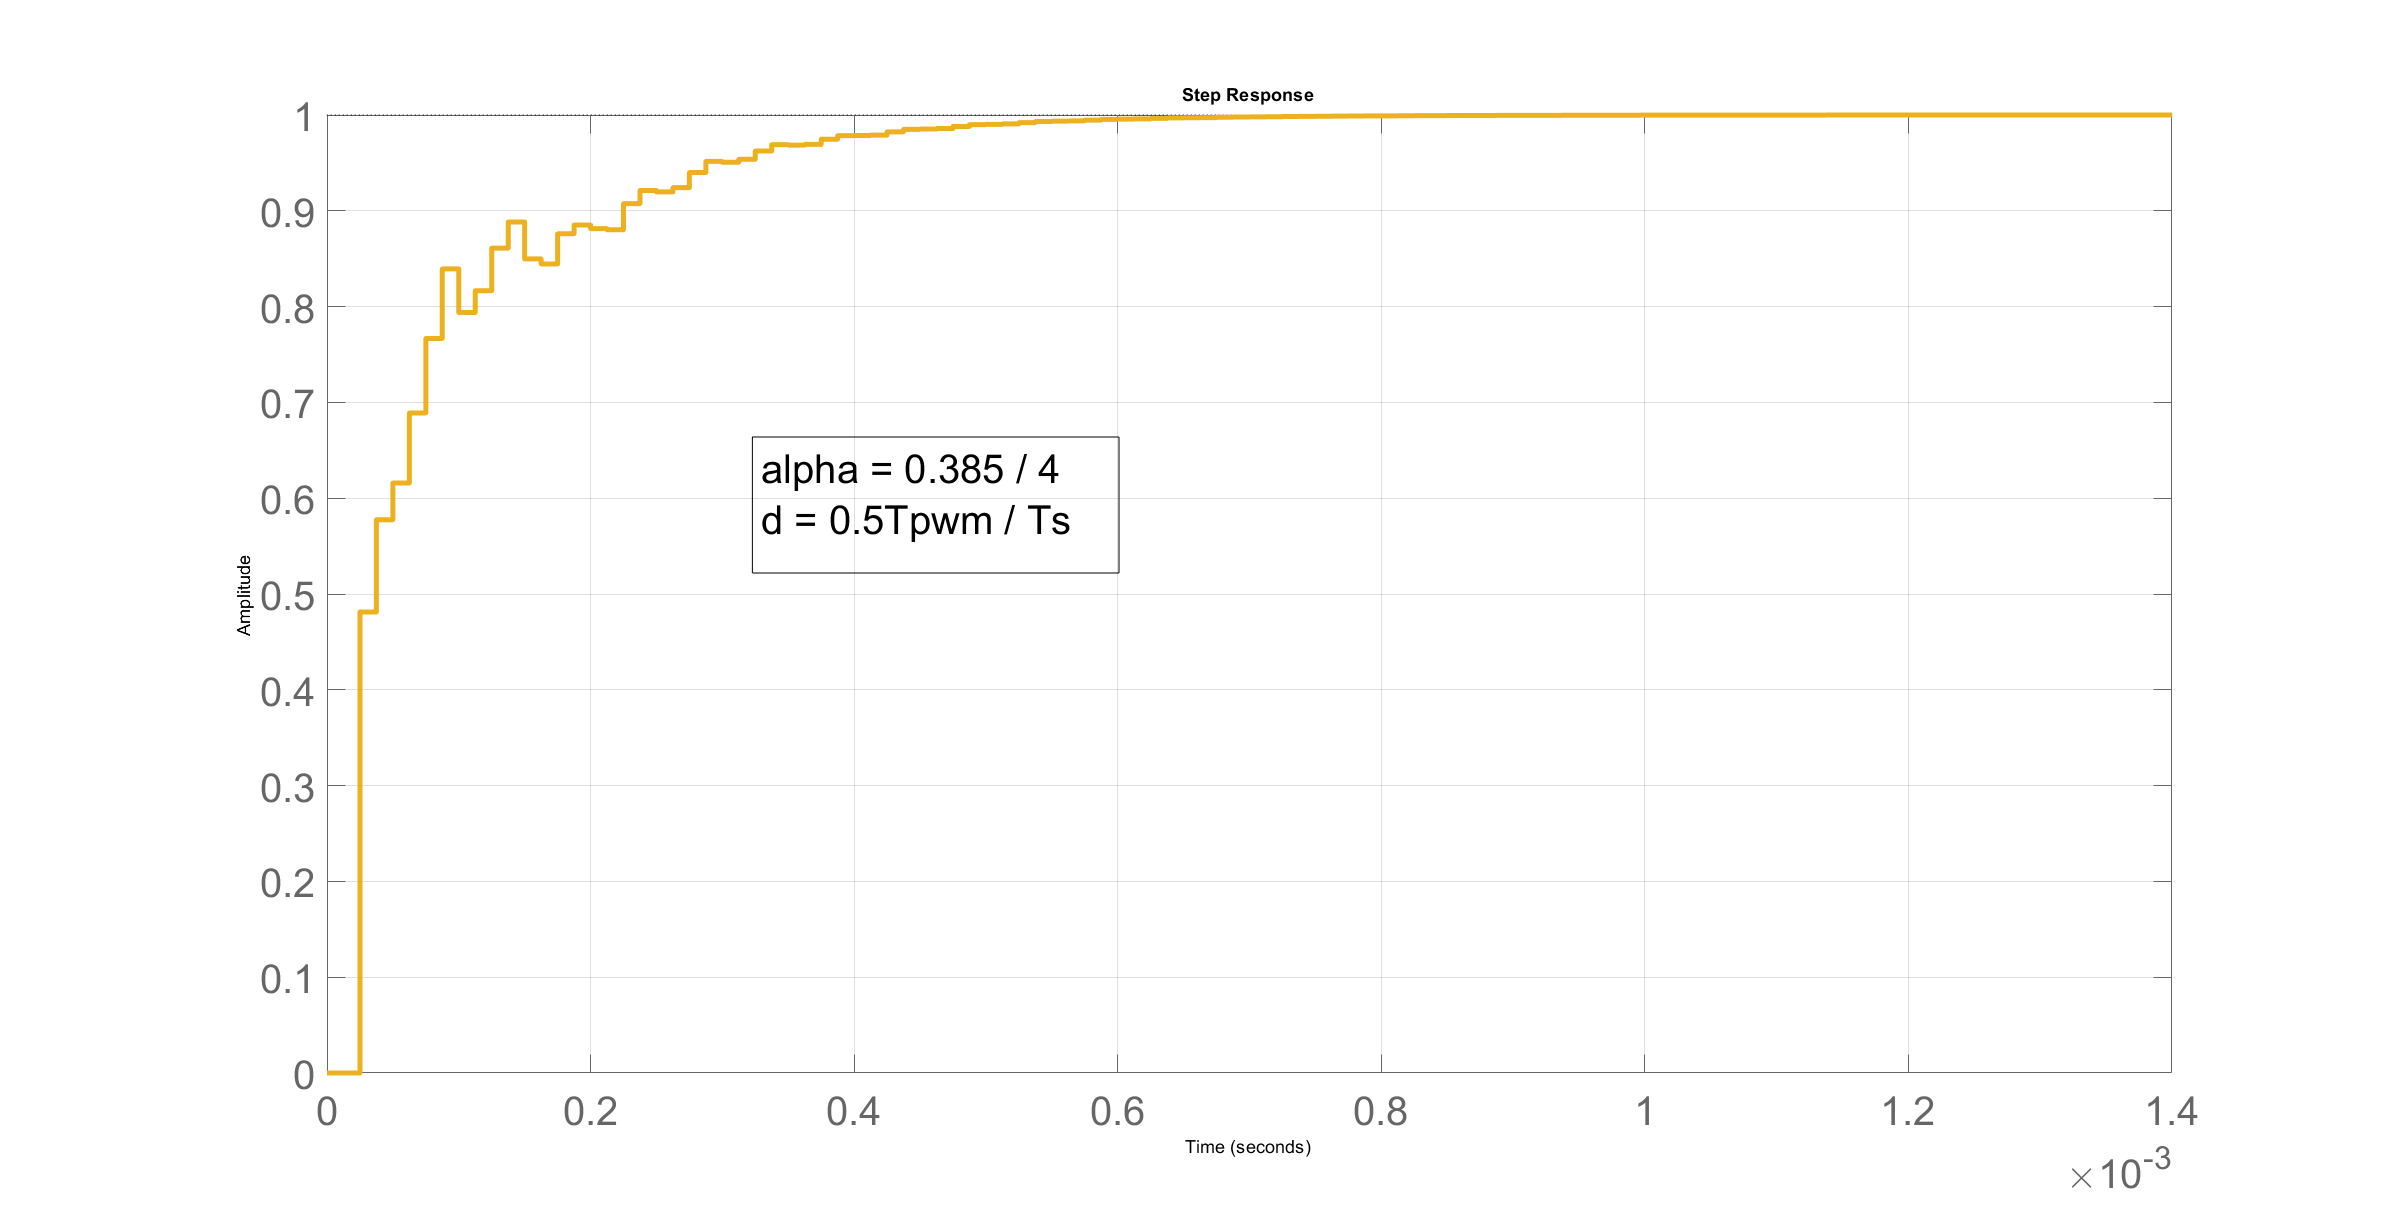 Step Response
1
0.9
0.8
0.7
0.6
0.5
0.4
0.3
0.2
0.1
0
Amplitude
alpha = 0.385 / 4
d = 0.5Tpwm / Ts
0 0.2 0.4 0.6 0.8 1 1.2 1.4
Time (seconds)
×10-3